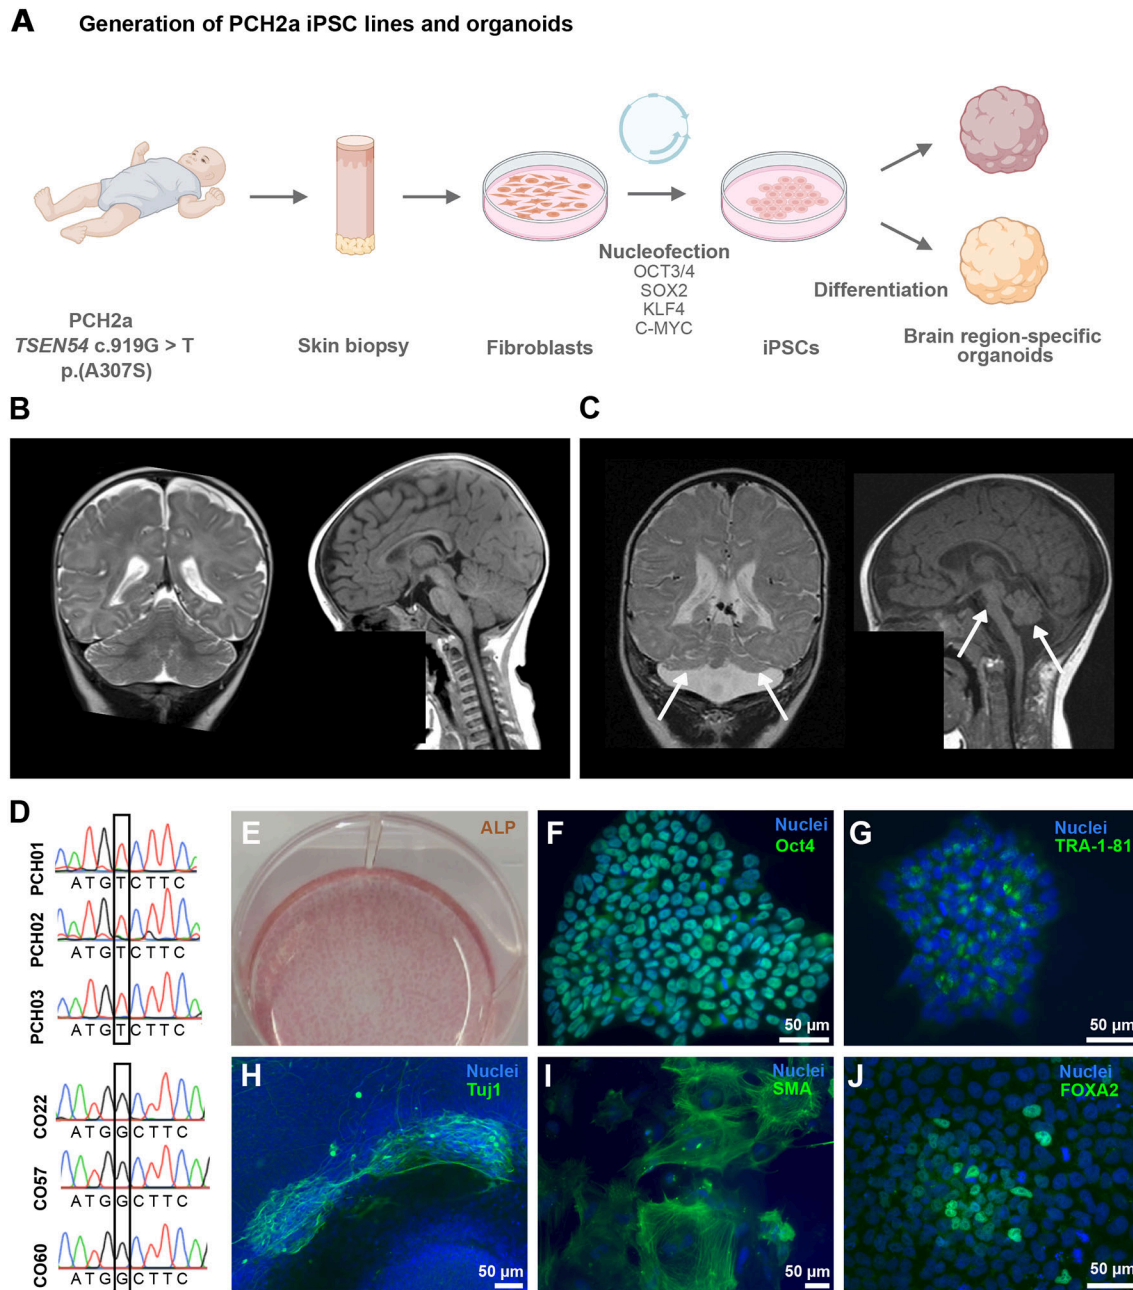 A Generation of PCH2a iPSC lines and organoids
PCH2a
TSEN54 c.919G > T
p.(A307S)
Skin biopsy
Fibroblasts
Nucleofection
OCT3/4
SOX2
KLF4
C-MYC
iPSCs
Differentiation
Brain region-specific
organoids
B
C
D
PCH01
ATGTCTTC
PCH02
ATGTCTTC
PCH03
ATGTCTTC
CO22
ATGGCTTC
CO57
ATGGCTTC
CO60
ATGGCTTC
E
ALP
F
Nuclei
Oct4
50 µm
G
Nuclei
TRA-1-81
50 µm
H
Nuclei
Tuj1
50 µm
I
Nuclei
SMA
50 µm
J
Nuclei
FOXA2
50 µm